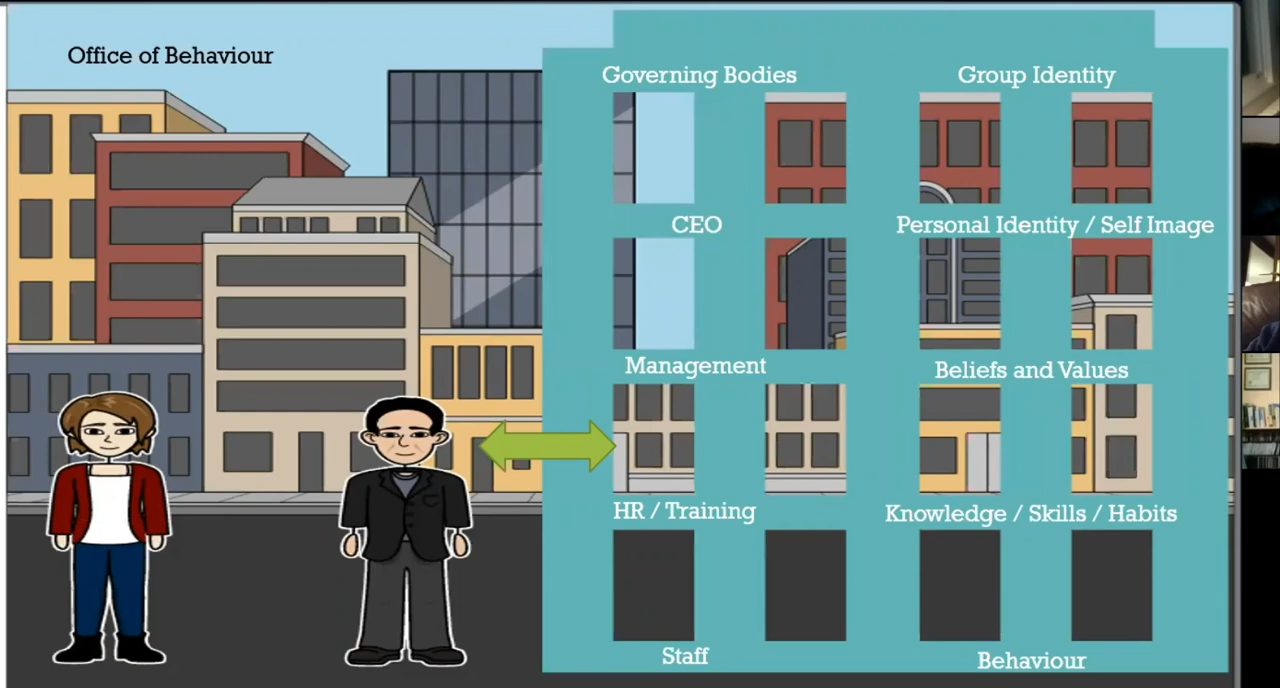 Office of Behaviour
Governing Bodies
Group Identity
CEO
Personal Identity / Self Image
Management
Beliefs and Values
HR / Training
Knowledge / Skills / Habits
Staff
Behaviour